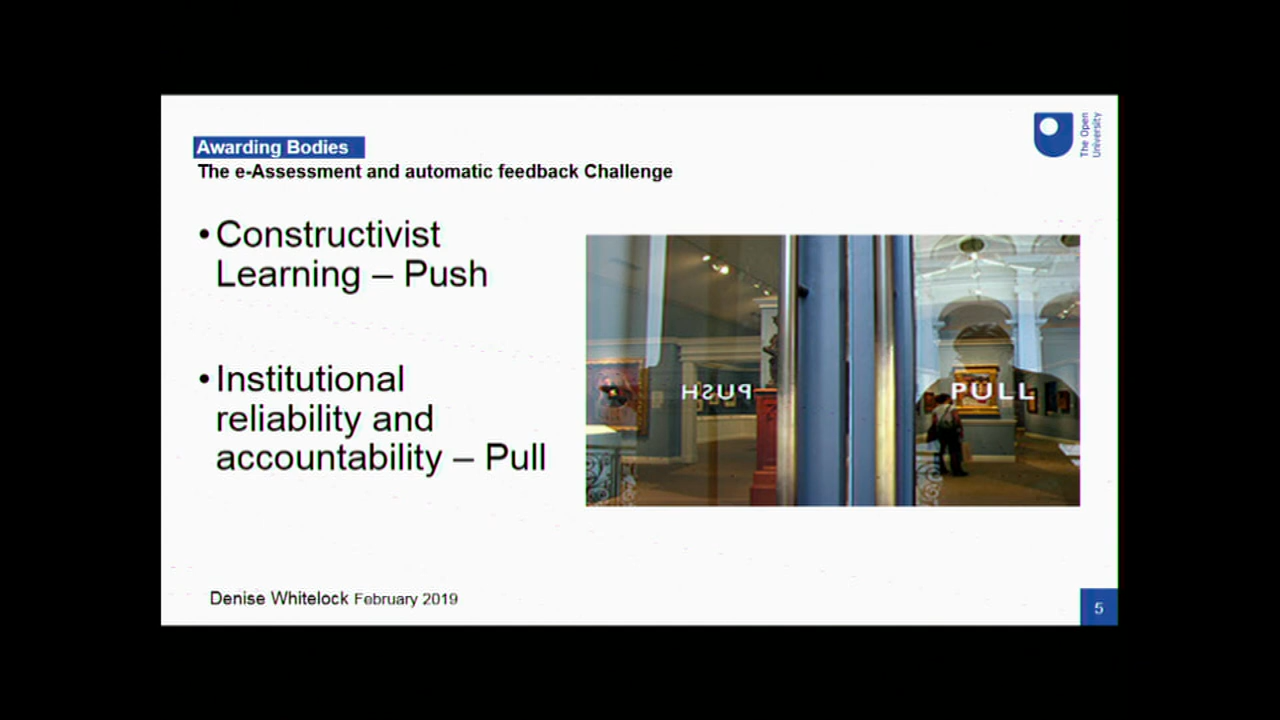 Awarding Bodies
The e-Assessment and automatic feedback Challenge
The Open
University
• Constructivist
Learning – Push
• Institutional
reliability and
accountability – Pull
PUSH
PULL
Denise Whitelock February 2019
5